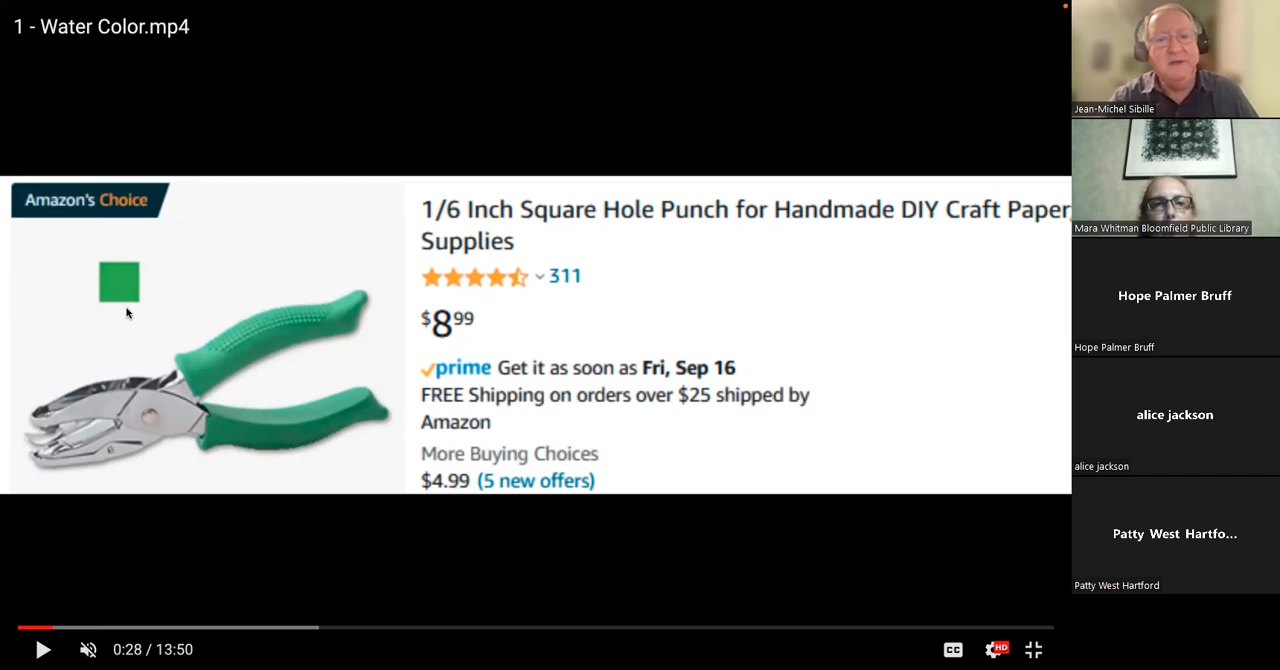 1 - Water Color.mp4
Amazon's Choice
1/6 Inch Square Hole Punch for Handmade DIY Craft Paper,
Supplies
311
$8.99
prime Get it as soon as Fri, Sep 16
FREE Shipping on orders over $25 shipped by
Amazon
More Buying Choices
$4.99 (5 new offers)
0:28 / 13:50
CC
HD
Jean-Michel Sibille
Mara Whitman Bloomfield Public Library
Hope Palmer Bruff
Hope Palmer Bruff
alice jackson
alice jackson
Patty West Hartfo...
Patty West Hartford